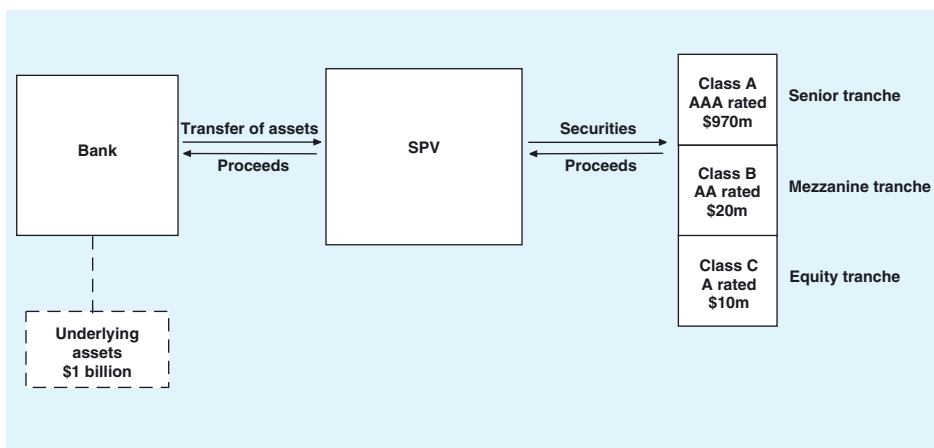 Bank
Transfer of assets
Proceeds
SPV
Securities
Proceeds
Class A
AAA rated
$970m
Senior tranche
Class B
AA rated
$20m
Mezzanine tranche
Class C
A rated
$10m
Equity tranche
Underlying
assets
$1 billion